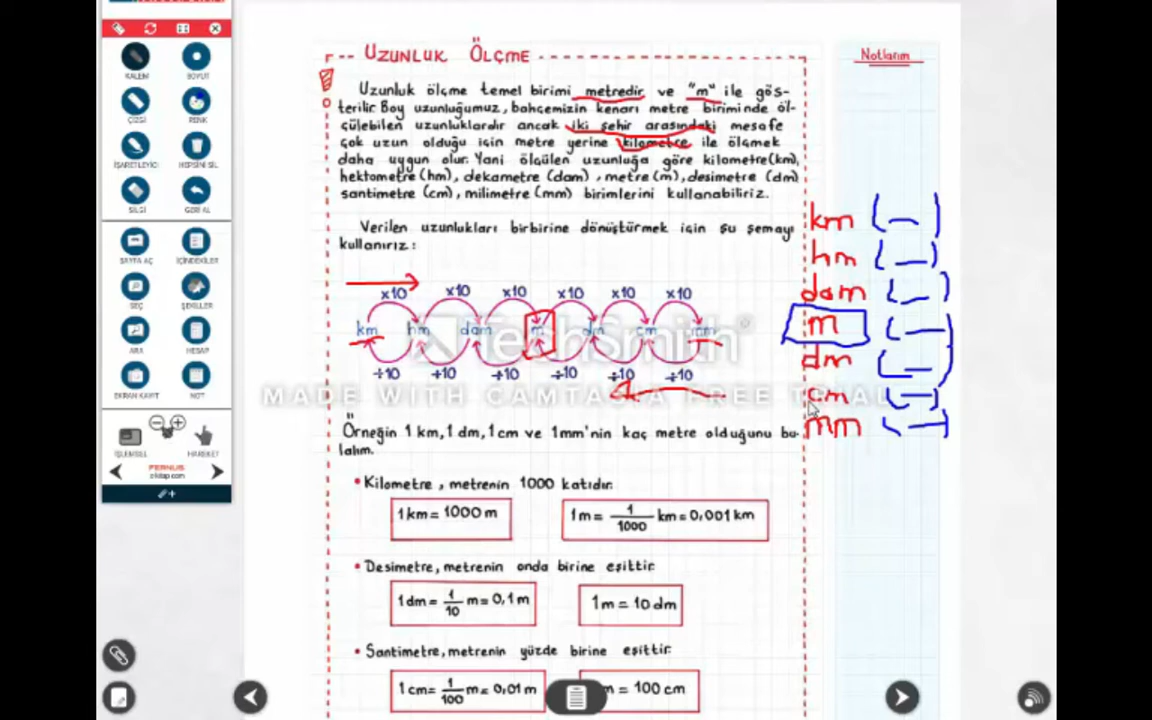 KALEM
BOYUT
ÇİZGİ
RENK
İŞARETLEYİCİ
HEPSİNİ SİL
SİLGİ
GERİ AL
SAYFA AÇ
İÇİNDEKİLER
SEÇ
ŞEKİLLER
ARA
HESAP
EKRAN KAYIT
NOT
İŞLEMSEL
HAREKET
FERNUS
UZUNLUK ÖLÇME
Notlarım
Uzunluk ölçme temel birimi metredir ve "m" ile gös-
terilir. Boy uzunluğumuz, bahçemizin kenarı metre biriminde öl-
çülebilen uzunluklardır ancak iki şehir arasındaki mesafe
çok uzun olduğu için metre yerine kilometre ile ölçmek
daha uygun olur. Yani ölçülen uzunluğa göre kilometre(km),
hektometre (hm), dekametre (dam), metre (m), desimetre (dm)
santimetre (cm), milimetre (mm) birimlerini kullanabiliriz.
Verilen uzunlukları birbirine dönüştürmek için şu şemayı
kullanırız:
x10 x10 x10 x10 x10 x10
km hm dam m dm cm mm
÷10 ÷10 ÷10 ÷10 ÷10 ÷10
TechSmith
MADE WITH CAMTASIA FREE TRIAL
km
hm
dam
m
dm
cm
mm
Örneğin 1 km, 1 dm, 1 cm ve 1mm'nin kaç metre olduğunu bu-
lalım.
• Kilometre, metrenin 1000 katıdır.
1 km = 1000 m
1m = 1/1000 km = 0,001 km
• Desimetre, metrenin onda birine eşittir.
1 dm = 1/10 m = 0,1 m
1m = 10 dm
• Santimetre, metrenin yüzde birine eşittir.
1 cm = 1/100 m = 0,01 m
m = 100 cm